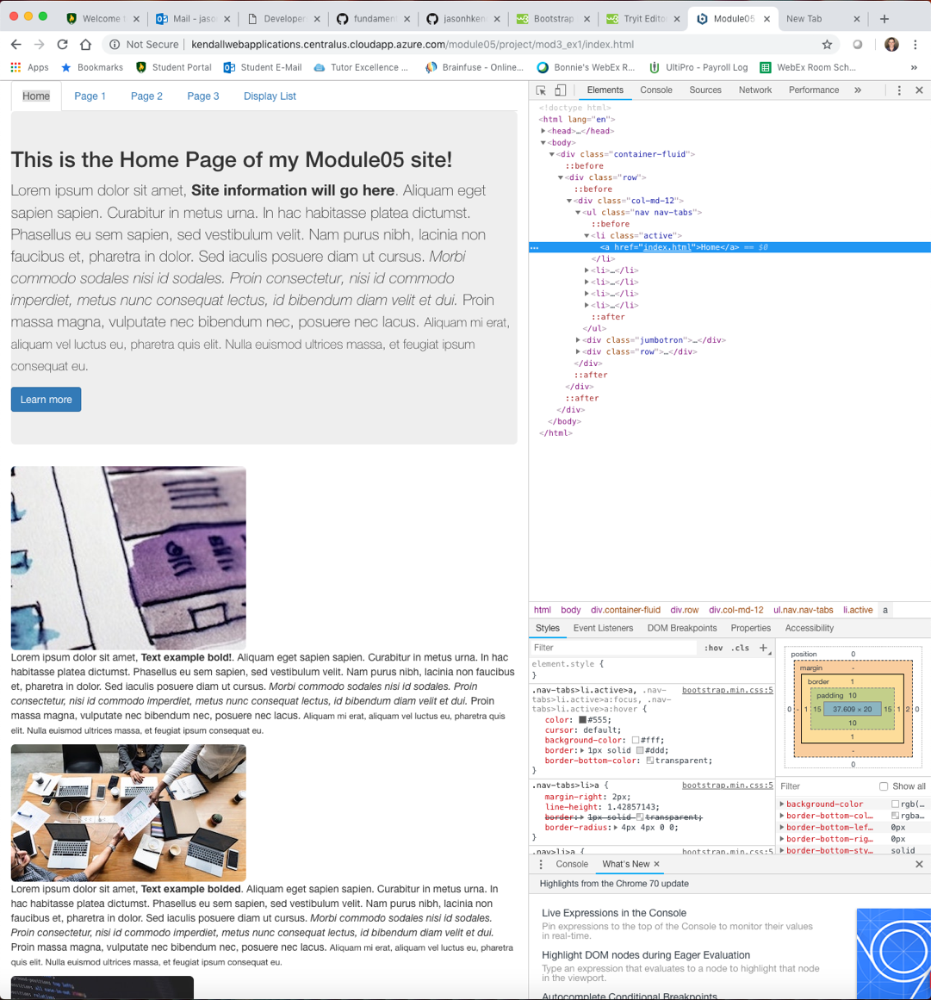 Welcome t
Mail - jaso
Developer
fundament
jasonhken
Bootstrap
Tryit Editor
Module05
New Tab
Not Secure | kendallwebapplications.centralus.cloudapp.azure.com/module05/project/mod3_ex1/index.html
Apps
Bookmarks
Student Portal
Student E-Mail
Tutor Excellence ...
Brainfuse - Online...
Bonnie's WebEx R...
UltiPro - Payroll Log
WebEx Room Sch...
»
Home
Page 1
Page 2
Page 3
Display List
This is the Home Page of my Module05 site!
Lorem ipsum dolor sit amet, Site information will go here. Aliquam eget
sapien sapien. Curabitur in metus urna. In hac habitasse platea dictumst.
Phasellus eu sem sapien, sed vestibulum velit. Nam purus nibh, lacinia non
faucibus et, pharetra in dolor. Sed iaculis posuere diam ut cursus. Morbi
commodo sodales nisi id sodales. Proin consectetur, nisi id commodo
imperdiet, metus nunc consequat lectus, id bibendum diam velit et dui. Proin
massa magna, vulputate nec bibendum nec, posuere nec lacus. Aliquam mi erat,
aliquam vel luctus eu, pharetra quis elit. Nulla euismod ultrices massa, et feugiat ipsum
consequat eu.
Learn more
Lorem ipsum dolor sit amet, Text example bold!. Aliquam eget sapien sapien. Curabitur in metus urna. In hac
habitasse platea dictumst. Phasellus eu sem sapien, sed vestibulum velit. Nam purus nibh, lacinia non faucibus
et, pharetra in dolor. Sed iaculis posuere diam ut cursus. Morbi commodo sodales nisi id sodales. Proin
consectetur, nisi id commodo imperdiet, metus nunc consequat lectus, id bibendum diam velit et dui. Proin
massa magna, vulputate nec bibendum nec, posuere nec lacus. Aliquam mi erat, aliquam vel luctus eu, pharetra quis
elit. Nulla euismod ultrices massa, et feugiat ipsum consequat eu.
Lorem ipsum dolor sit amet, Text example bolded. Aliquam eget sapien sapien. Curabitur in metus urna. In
hac habitasse platea dictumst. Phasellus eu sem sapien, sed vestibulum velit. Nam purus nibh, lacinia non
faucibus et, pharetra in dolor. Sed iaculis posuere diam ut cursus. Morbi commodo sodales nisi id sodales.
Proin consectetur, nisi id commodo imperdiet, metus nunc consequat lectus, id bibendum diam velit et dui.
Proin massa magna, vulputate nec bibendum nec, posuere nec lacus. Aliquam mi erat, aliquam vel luctus eu, pharetra
quis elit. Nulla euismod ultrices massa, et feugiat ipsum consequat eu.
Elements
Console
Sources
Network
Performance
»
<!doctype html>
<html lang="en">
<head>…</head>
<body>
<div class="container-fluid">
::before
<div class="row">
::before
<div class="col-md-12">
<ul class="nav nav-tabs">
::before
<li class="active">
<a href="index.html">Home</a> == $0
</li>
<li>…</li>
<li>…</li>
<li>…</li>
<li>…</li>
::after
</ul>
<div class="jumbotron">…</div>
<div class="row">…</div>
</div>
::after
</div>
::after
</div>
</body>
</html>
html body div.container-fluid div.row div.col-md-12 ul.nav.nav-tabs li.active a
Styles
Event Listeners
DOM Breakpoints
Properties
Accessibility
Filter
:hov .cls +
element.style {
}
.nav-tabs>li.active>a, .nav- bootstrap.min.css:5
tabs>li.active>a:focus, .nav-
tabs>li.active>a:hover {
color: #555;
cursor: default;
background-color: #fff;
border: 1px solid #ddd;
border-bottom-color: transparent;
}
.nav-tabs>li>a { bootstrap.min.css:5
margin-right: 2px;
line-height: 1.42857143;
border: 1px solid transparent;
border-radius: 4px 4px 0 0;
}
.nav>li>a { bootstrap.min.css:5
position 0
margin -
border 1
padding 10
0 - 1 15 37.609 × 20 15 1 2 0
10
1
-
0
Filter
Show all
background-color rgb(…
border-bottom-col… rgba…
border-bottom-lef… 0px
border-bottom-rig… 0px
border-bottom-sty… solid
Console
What's New
Highlights from the Chrome 70 update
Live Expressions in the Console
Pin expressions to the top of the Console to monitor their values
in real-time.
Highlight DOM nodes during Eager Evaluation
Type an expression that evaluates to a node to highlight that node
in the viewport.
Autocomplete Conditional Breakpoints